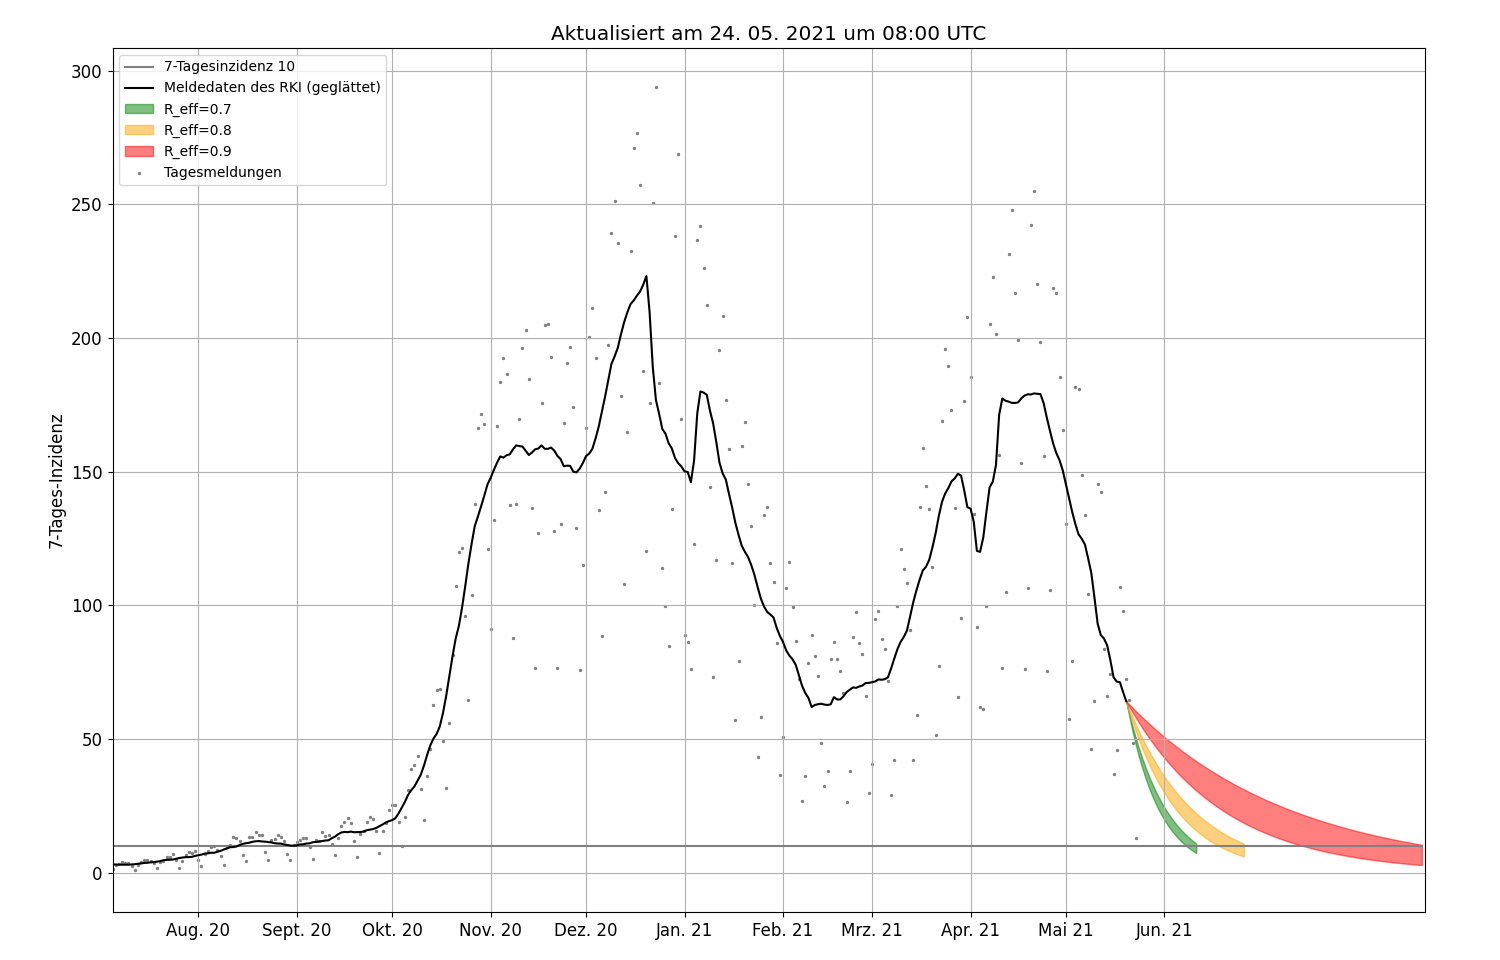 Aktualisiert am 24. 05. 2021 um 08:00 UTC
7-Tagesinzidenz 10
Meldedaten des RKI (geglättet)
R_eff=0.7
R_eff=0.8
R_eff=0.9
Tagesmeldungen
7-Tages-Inzidenz
300
250
200
150
100
50
0
Aug. 20 Sept. 20 Okt. 20 Nov. 20 Dez. 20 Jan. 21 Feb. 21 Mrz. 21 Apr. 21 Mai 21 Jun. 21